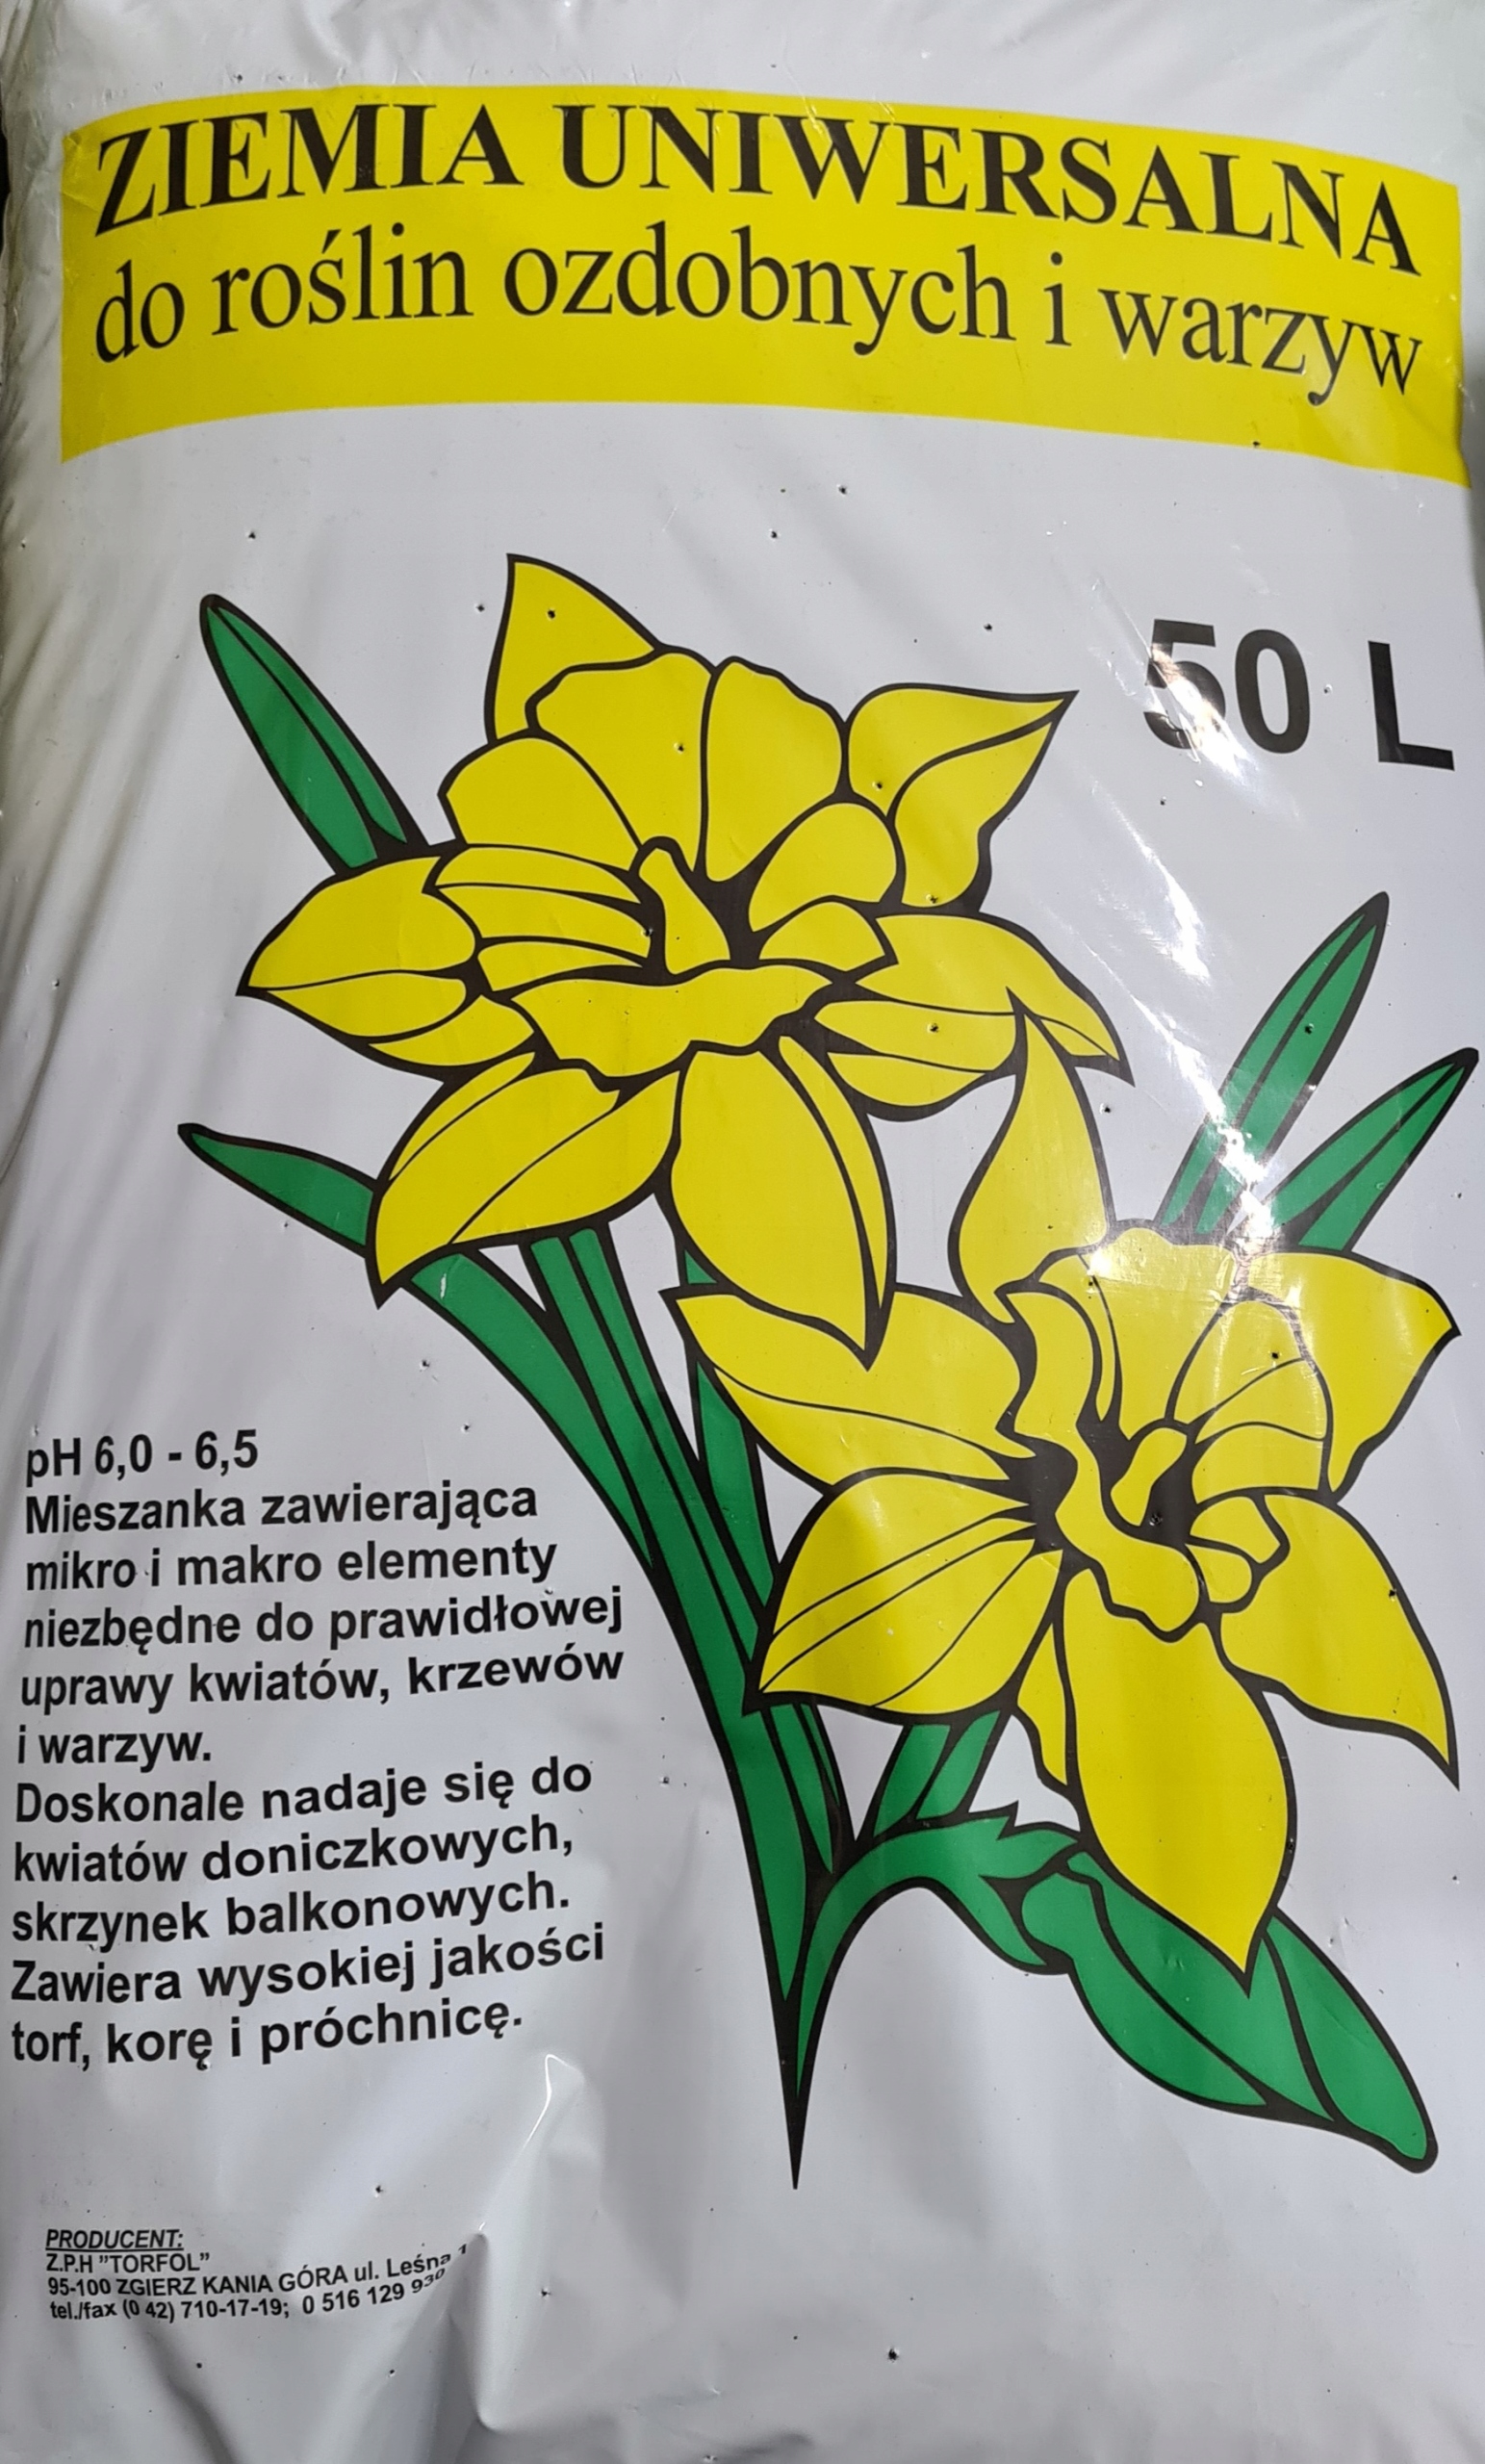 ZIEMIA UNIWERSALNA
do roślin ozdobnych i warzyw
50 L
pH 6,0 - 6,5
Mieszanka zawierająca
mikro i makro elementy
niezbędne do prawidłowej
uprawy kwiatów, krzewów
i warzyw.
Doskonale nadaje się do
kwiatów doniczkowych,
skrzynek balkonowych.
Zawiera wysokiej jakości
torf, korę i próchnicę.
PRODUCENT:
Z.P.H "TORFOL"
95-100 ZGIERZ KANIA GÓRA ul. Leśna 1
tel./fax (0 42) 710-17-19; 0 516 129 930